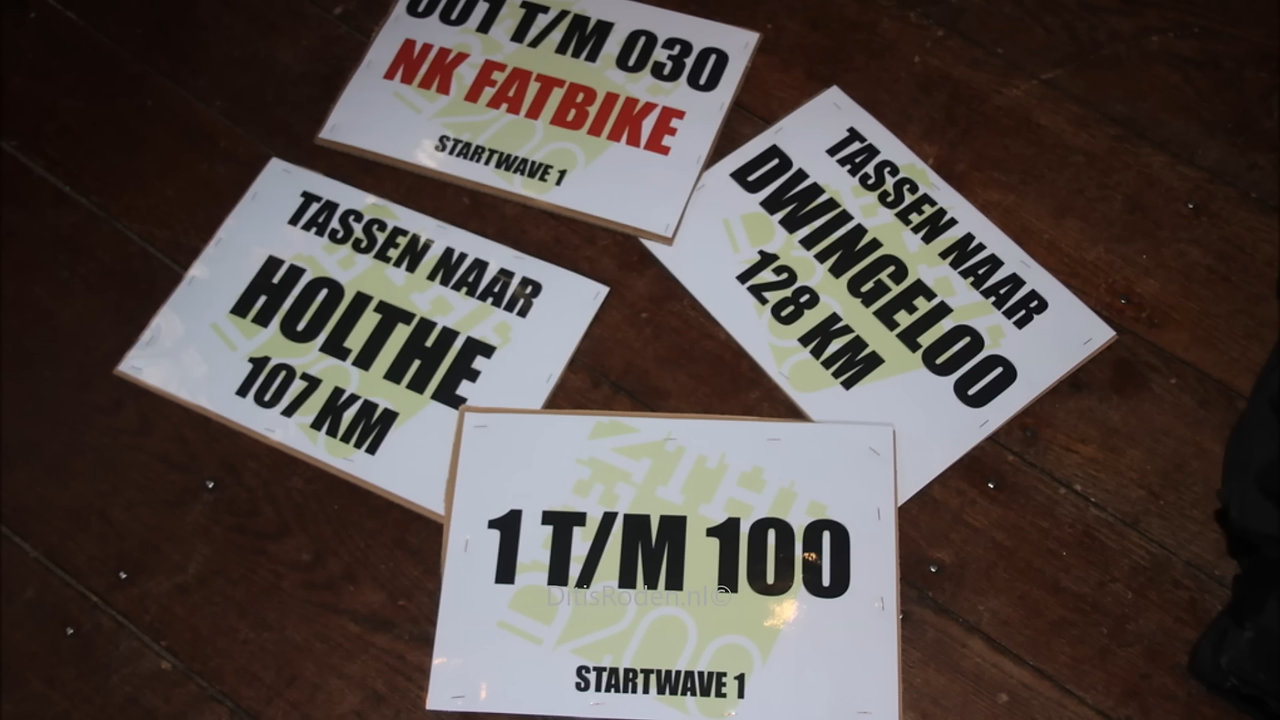 001 T/M 030
NK FATBIKE
STARTWAVE 1
TASSEN NAAR
DWINGELOO
128 KM
TASSEN NAAR
HOLTHE
107 KM
1 T/M 100
DitisRoden.nl©
STARTWAVE 1